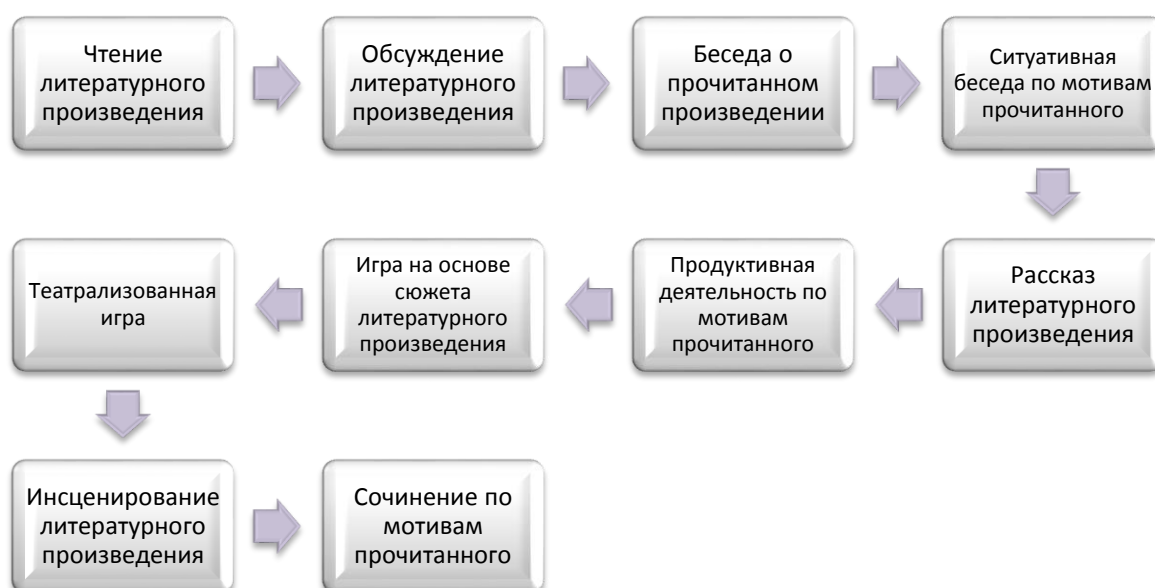 Чтение
литературного
произведения
Обсуждение
литературного
произведения
Беседа о
прочитанном
произведении
Ситуативная
беседа по мотивам
прочитанного
Рассказ
литературного
произведения
Продуктивная
деятельность по
мотивам
прочитанного
Игра на основе
сюжета
литературного
произведения
Театрализованная
игра
Инсценирование
литературного
произведения
Сочинение по
мотивам
прочитанного